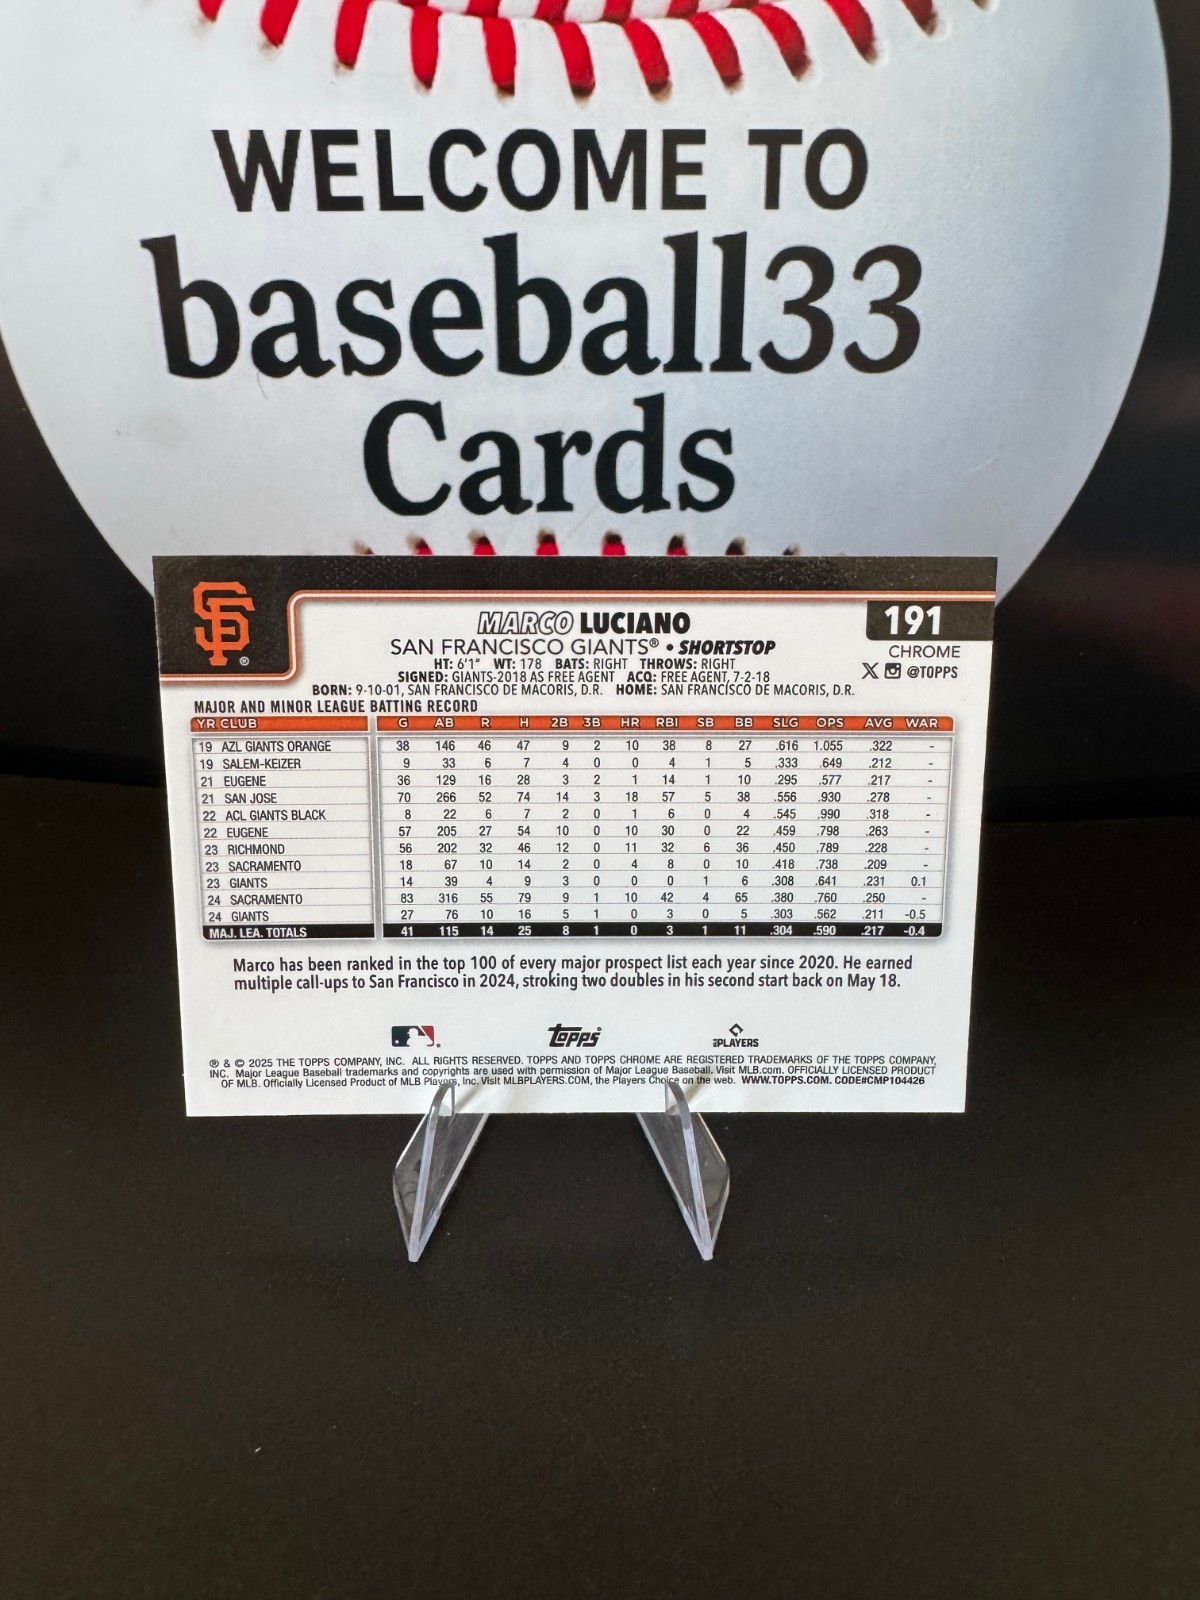 WELCOME TO
baseball33
Cards
SF
®
MARCO LUCIANO
191
SAN FRANCISCO GIANTS® • SHORTSTOP
CHROME
HT: 6'1" WT: 178 BATS: RIGHT THROWS: RIGHT
@TOPPS
SIGNED: GIANTS-2018 AS FREE AGENT ACQ: FREE AGENT, 7-2-18
BORN: 9-10-01, SAN FRANCISCO DE MACORIS, D.R. HOME: SAN FRANCISCO DE MACORIS, D.R.
MAJOR AND MINOR LEAGUE BATTING RECORD
YR CLUB G AB R H 2B 3B HR RBI SB BB SLG OPS AVG WAR
19 AZL GIANTS ORANGE 38 146 46 47 9 2 10 38 8 27 .616 1.055 .322 -
19 SALEM-KEIZER 9 33 6 7 4 0 0 4 1 5 .333 .649 .212 -
21 EUGENE 36 129 16 28 3 2 1 14 1 10 .295 .577 .217 -
21 SAN JOSE 70 266 52 74 14 3 18 57 5 38 .556 .930 .278 -
22 ACL GIANTS BLACK 8 22 6 7 2 0 1 6 0 4 .545 .990 .318 -
22 EUGENE 57 205 27 54 10 0 10 30 0 22 .459 .798 .263 -
23 RICHMOND 56 202 32 46 12 0 11 32 6 36 .450 .789 .228 -
23 SACRAMENTO 18 67 10 14 2 0 4 8 0 10 .418 .738 .209 -
23 GIANTS 14 39 4 9 3 0 0 0 1 6 .308 .641 .231 0.1
24 SACRAMENTO 83 316 55 79 9 1 10 42 4 65 .380 .760 .250 -
24 GIANTS 27 76 10 16 5 1 0 3 0 5 .303 .562 .211 -0.5
MAJ. LEA. TOTALS 41 115 14 25 8 1 0 3 1 11 .304 .590 .217 -0.4
Marco has been ranked in the top 100 of every major prospect list each year since 2020. He earned
multiple call-ups to San Francisco in 2024, stroking two doubles in his second start back on May 18.
Topps
PLAYERS
® & © 2025 THE TOPPS COMPANY, INC. ALL RIGHTS RESERVED. TOPPS AND TOPPS CHROME ARE REGISTERED TRADEMARKS OF THE TOPPS COMPANY,
INC. Major League Baseball trademarks and copyrights are used with permission of Major League Baseball. Visit MLB.com. OFFICIALLY LICENSED PRODUCT
OF MLB. Officially Licensed Product of MLB Players, Inc. Visit MLBPLAYERS.COM, the Players Choice on the web. WWW.TOPPS.COM. CODE#CMP104426